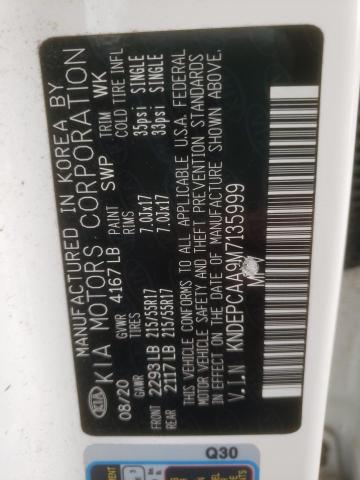 MANUFACTURED IN KOREA BY
KIA KIA MOTORS CORPORATION
08/20 GVWR 4167 LB PAINT SWP TRIM WK
GAWR TIRES RIMS COLD TIRE INFL
FRONT 2293 LB 215/55R17 7.0JX17 35psi SINGLE
REAR 2117 LB 215/55R17 7.0JX17 33psi SINGLE
THIS VEHICLE CONFORMS TO ALL APPLICABLE U.S.A. FEDERAL
MOTOR VEHICLE SAFETY AND THEFT PREVENTION STANDARDS
IN EFFECT ON THE DATE OF MANUFACTURE SHOWN ABOVE.
V.I.N KNDEPCAA9M7135999
Q30